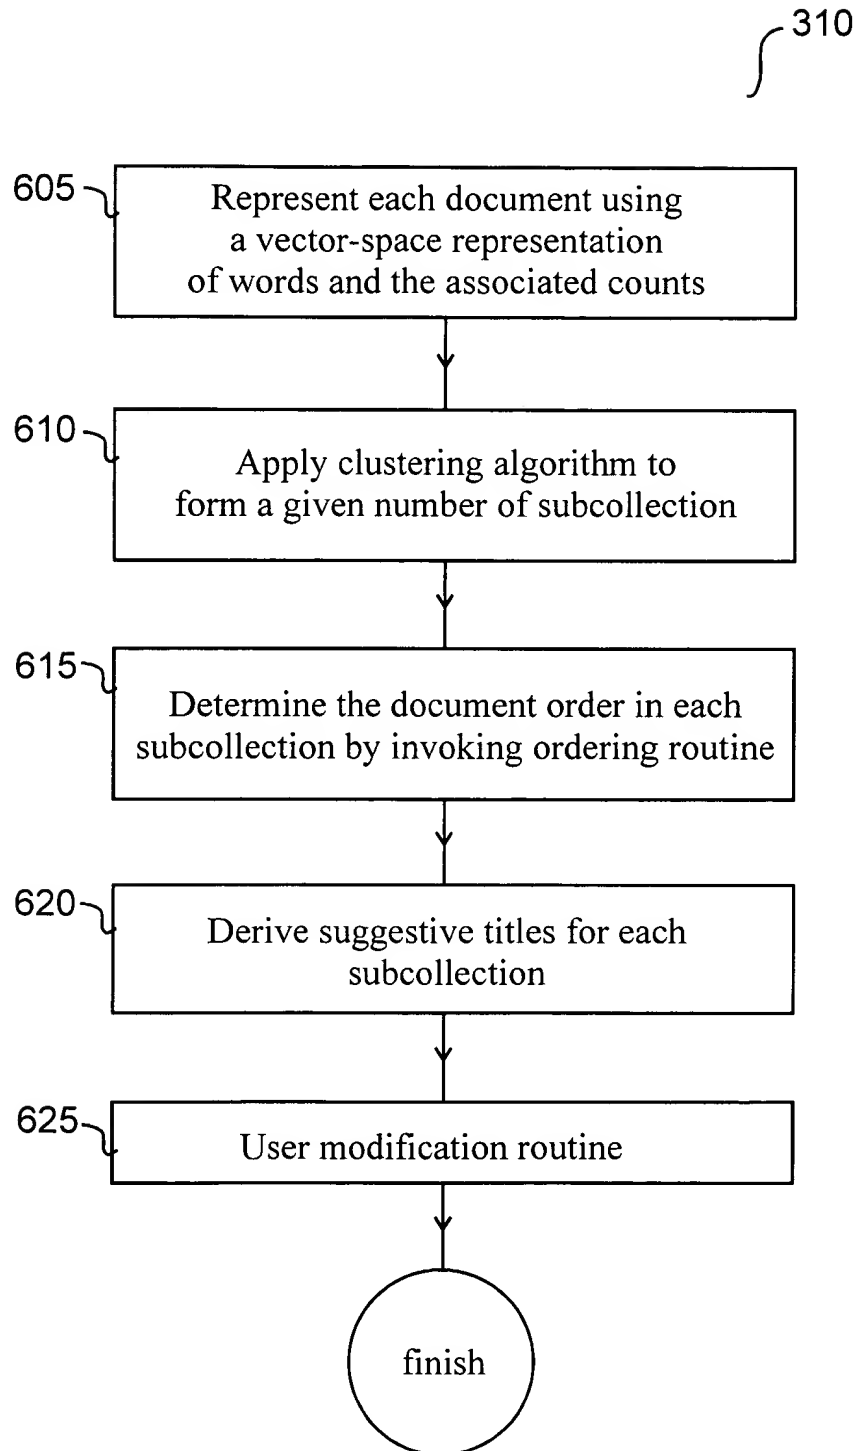 310
605
Represent each document using
a vector-space representation
of words and the associated counts
610
Apply clustering algorithm to
form a given number of subcollection
615
Determine the document order in each
subcollection by invoking ordering routine
620
Derive suggestive titles for each
subcollection
625
User modification routine
finish